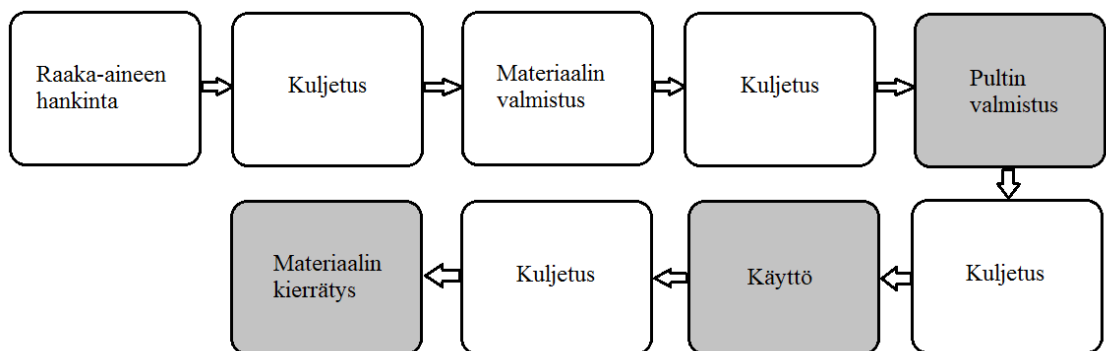 Raaka-aineen
hankinta
Kuljetus
Materiaalin
valmistus
Kuljetus
Pultin
valmistus
Kuljetus
Käyttö
Kuljetus
Materiaalin
kierrätys